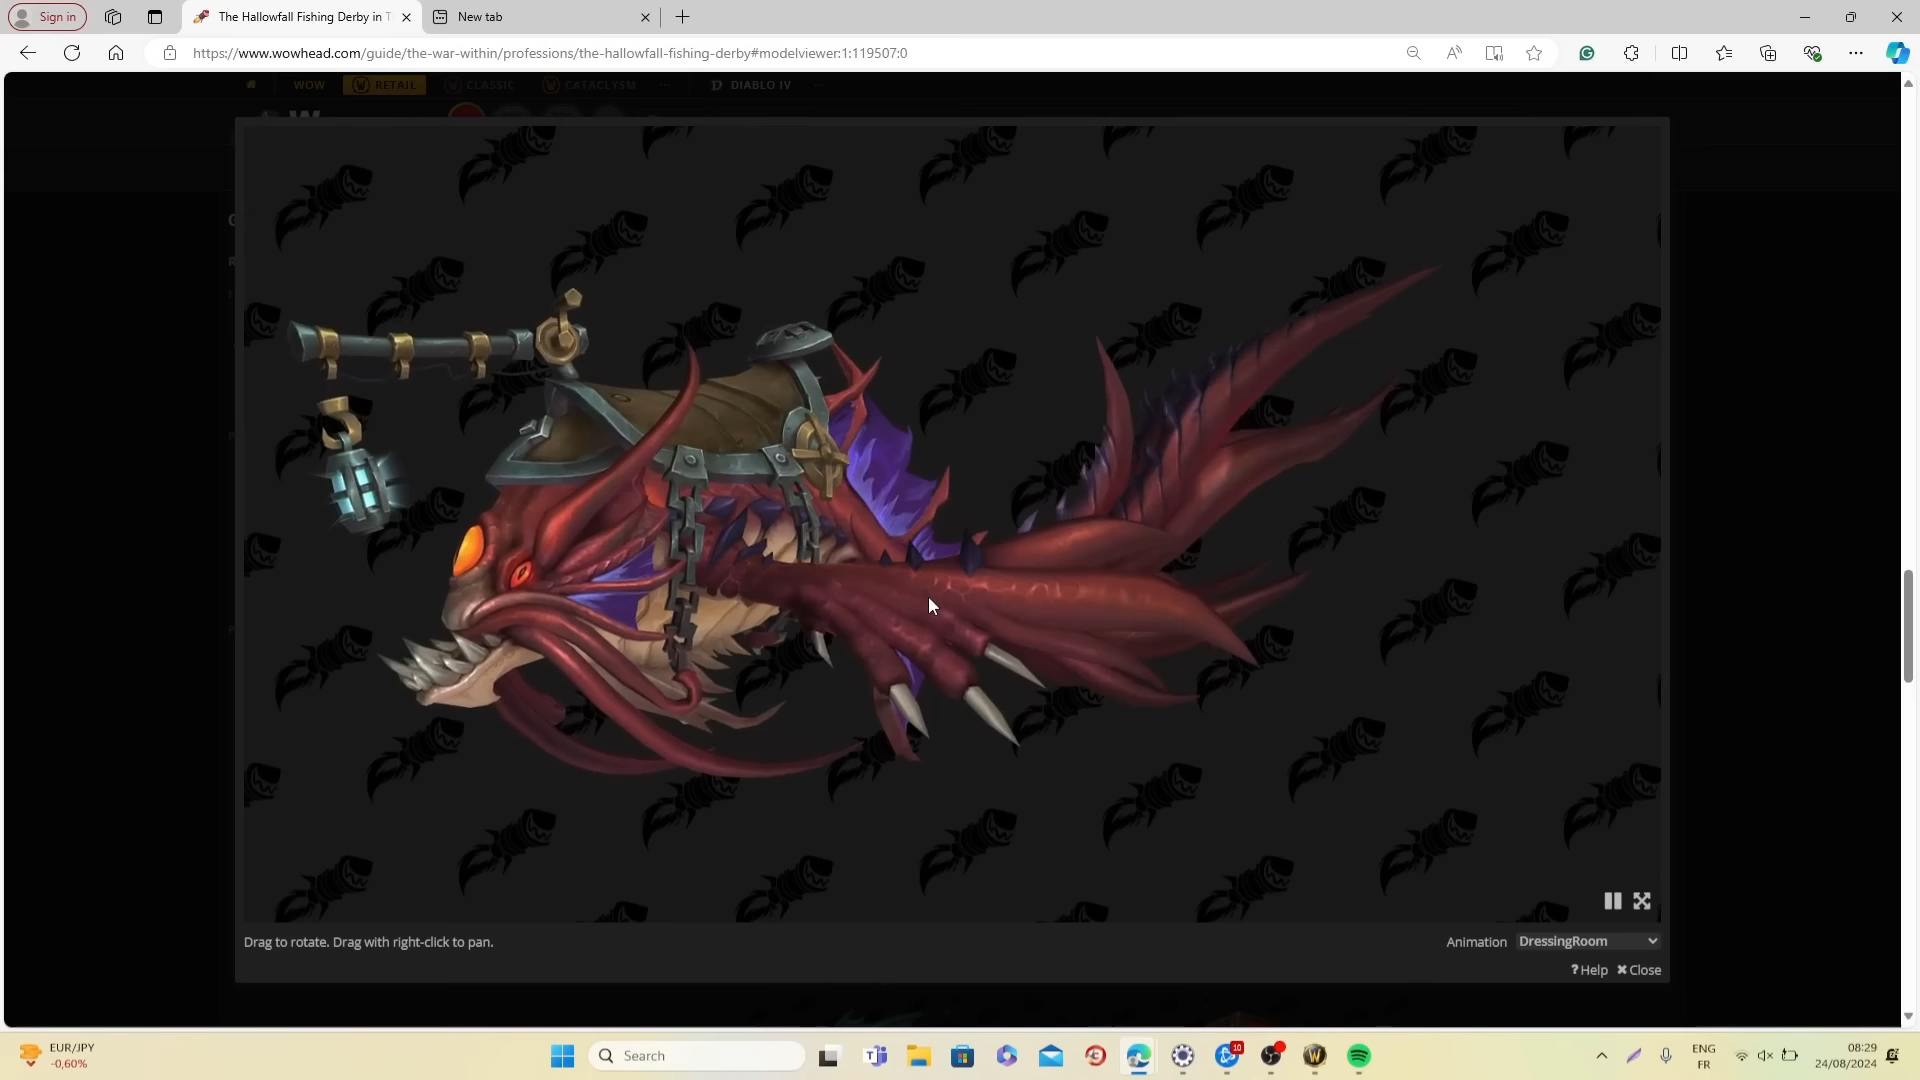 Sign in
The Hallowfall Fishing Derby in T
New tab
https://www.wowhead.com/guide/the-war-within/professions/the-hallowfall-fishing-derby#modelviewer:1:119507:0
WOW RETAIL CLASSIC CATACLYSM DIABLO IV
Drag to rotate. Drag with right-click to pan.
Animation DressingRoom
? Help ✖ Close
EUR/JPY
-0,60%
Search
10
ENG
FR
08:29
24/08/2024